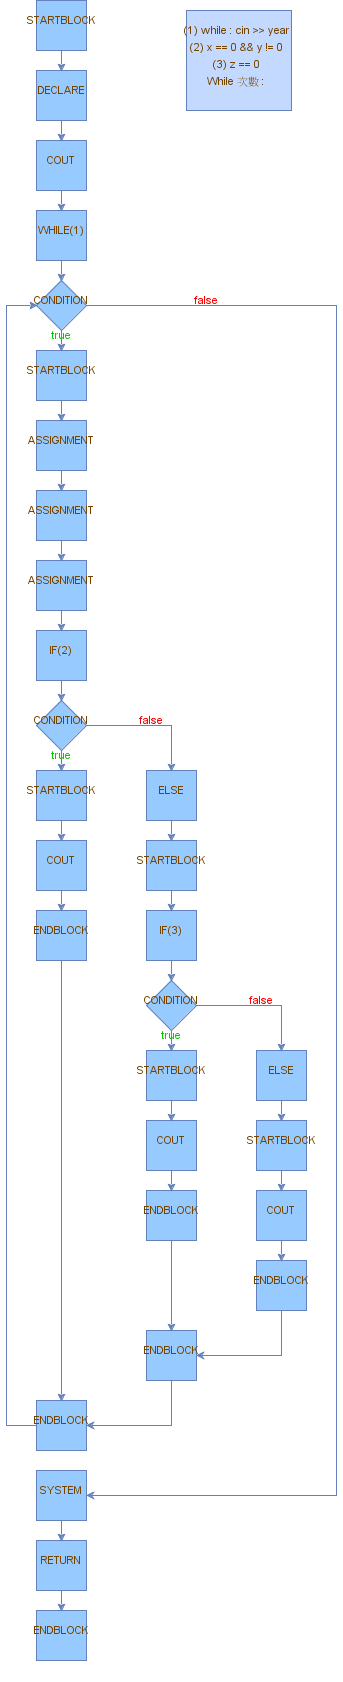 STARTBLOCK
(1) while : cin >> year
(2) x == 0 && y != 0
(3) z == 0
While 次數 :
DECLARE
COUT
WHILE(1)
CONDITION
false
true
STARTBLOCK
ASSIGNMENT
ASSIGNMENT
ASSIGNMENT
IF(2)
CONDITION
false
true
STARTBLOCK
ELSE
COUT
STARTBLOCK
ENDBLOCK
IF(3)
CONDITION
false
true
STARTBLOCK
ELSE
COUT
STARTBLOCK
ENDBLOCK
COUT
ENDBLOCK
ENDBLOCK
ENDBLOCK
SYSTEM
RETURN
ENDBLOCK